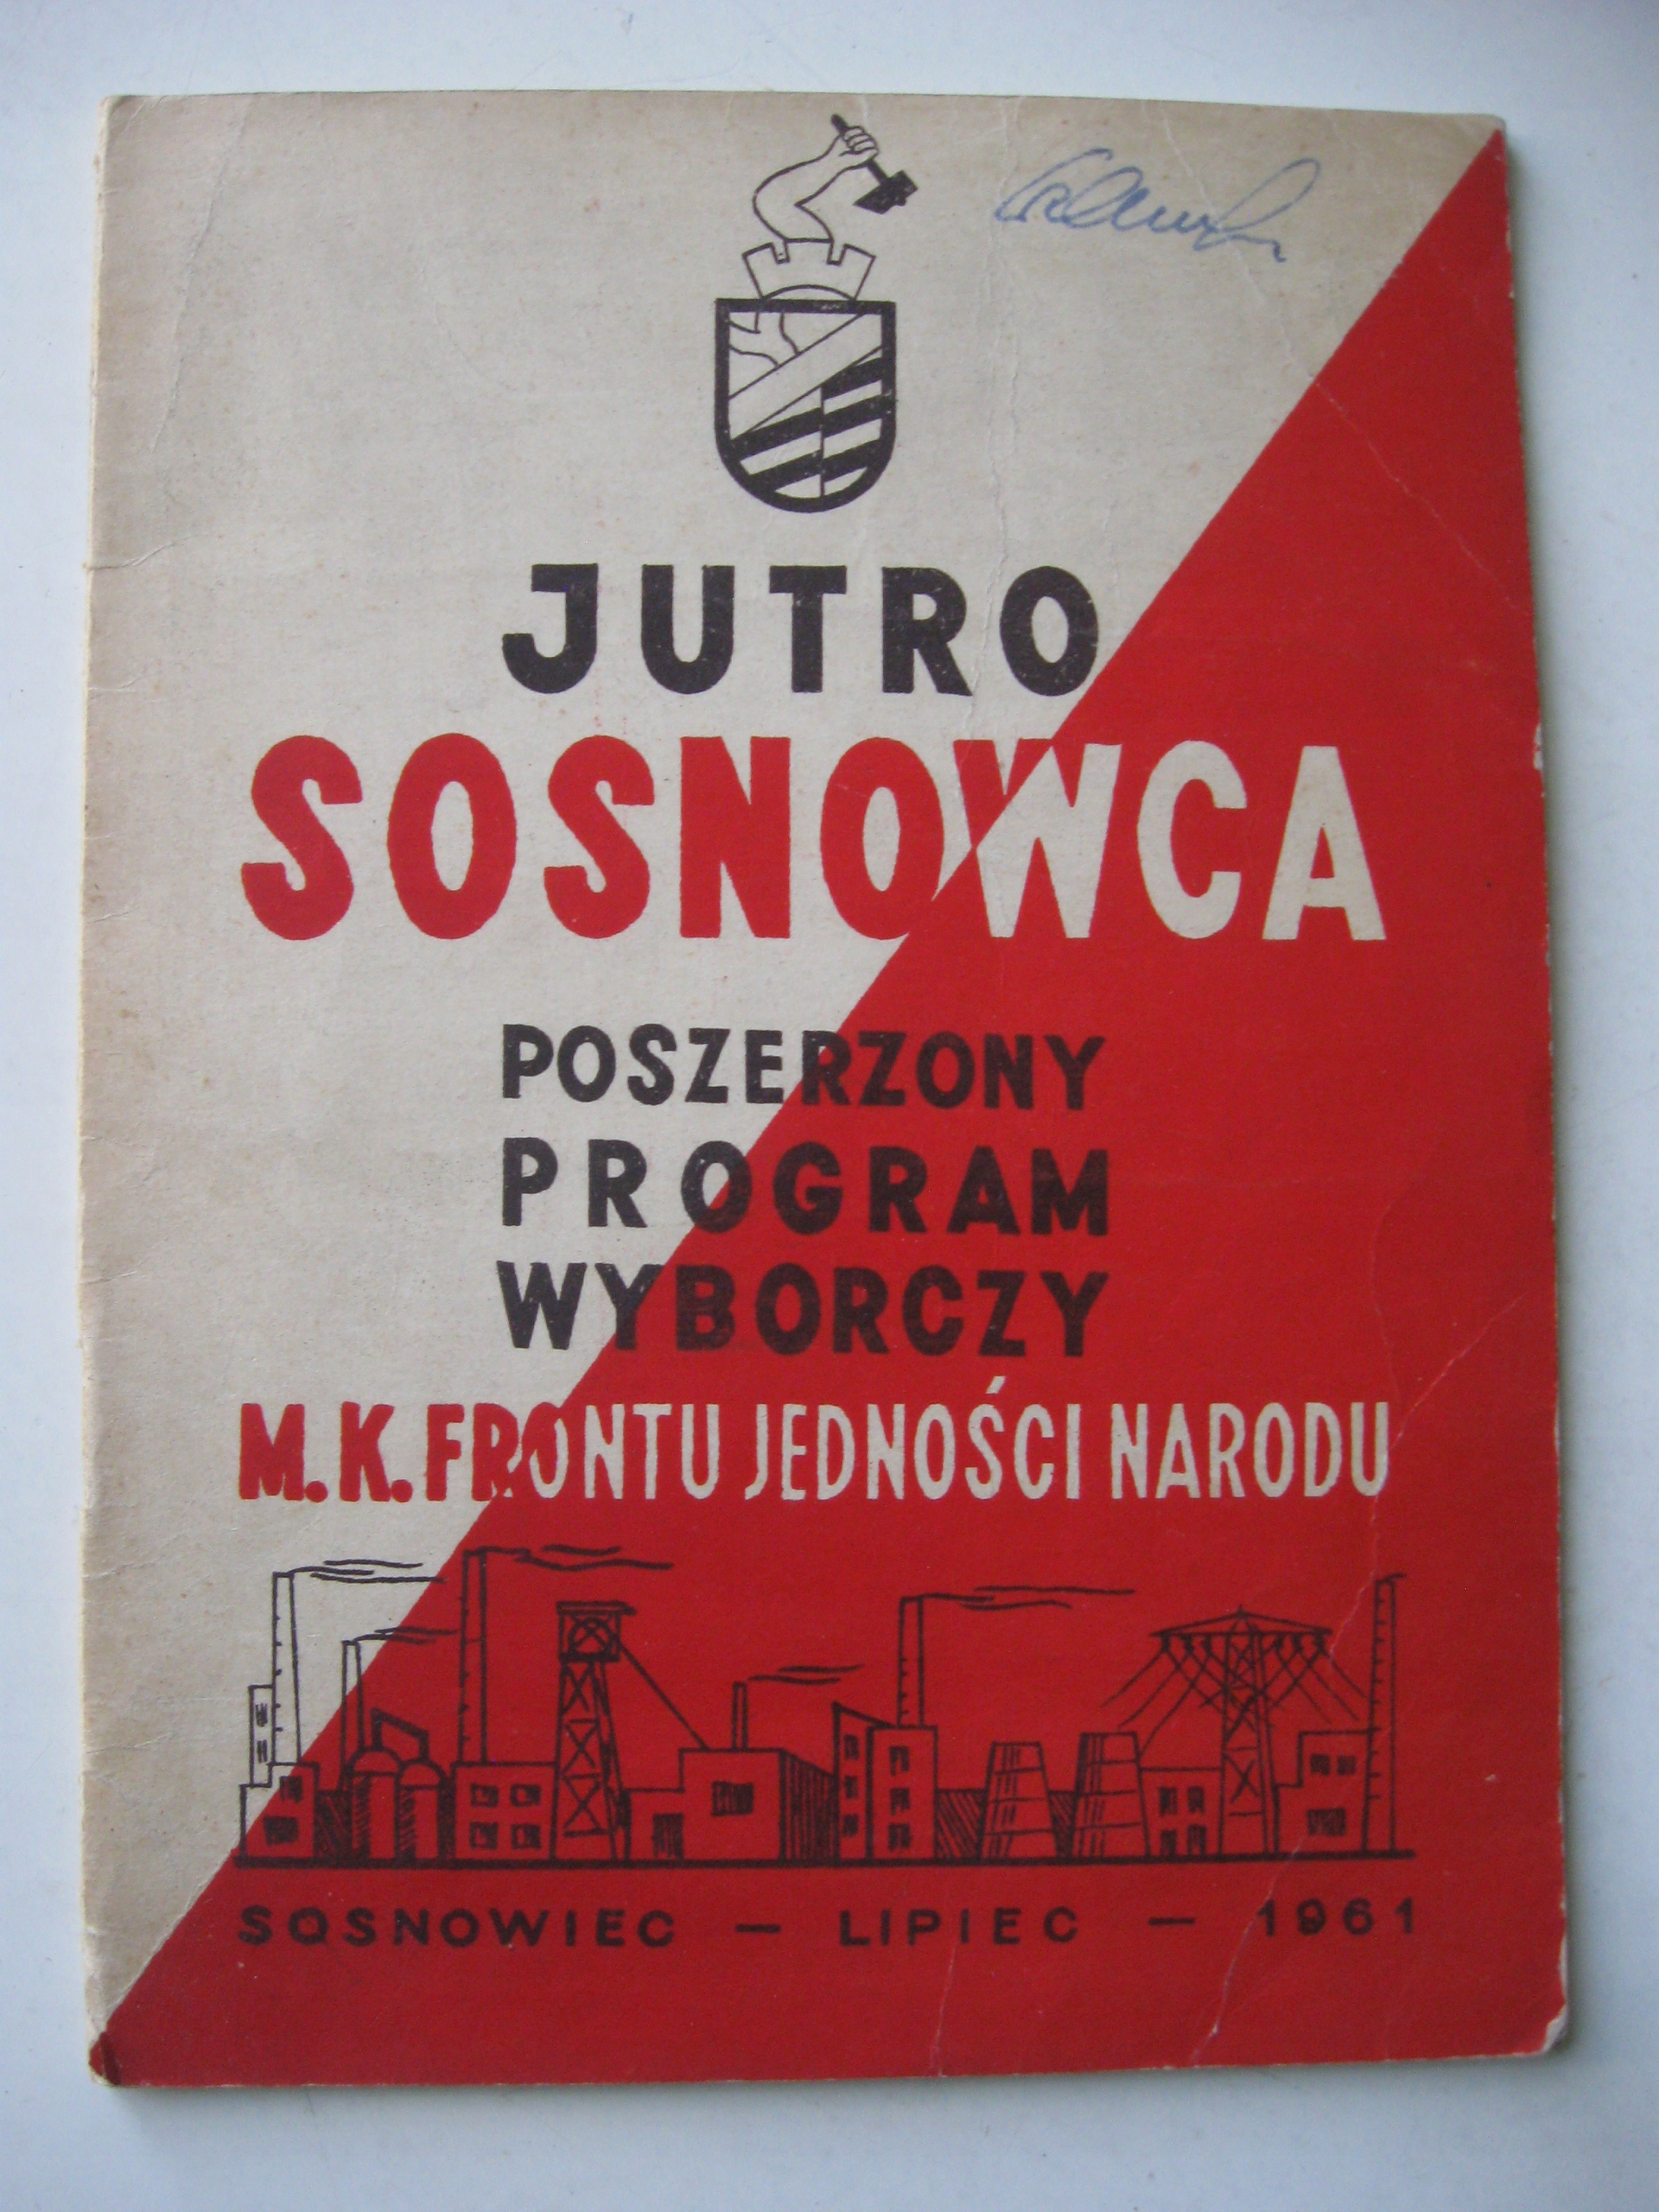 JUTRO
SOSNOWCA
POSZERZONY
PROGRAM
WYBORCZY
M.K. FRONTU JEDNOŚCI NARODU
SOSNOWIEC — LIPIEC — 1961